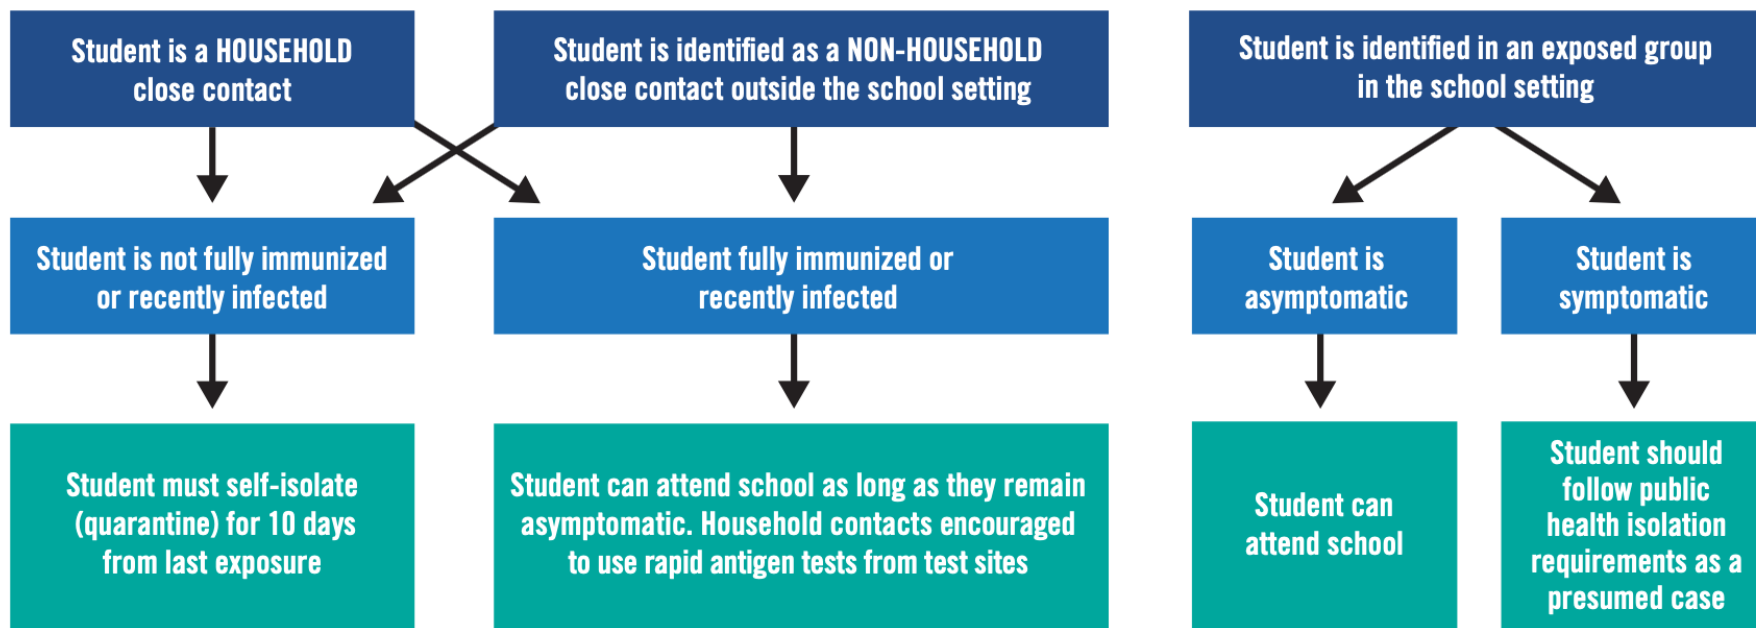 Student is a HOUSEHOLD
close contact
Student is identified as a NON-HOUSEHOLD
close contact outside the school setting
Student is identified in an exposed group
in the school setting
Student is not fully immunized
or recently infected
Student fully immunized or
recently infected
Student is
asymptomatic
Student is
symptomatic
Student must self-isolate
(quarantine) for 10 days
from last exposure
Student can attend school as long as they remain
asymptomatic. Household contacts encouraged
to use rapid antigen tests from test sites
Student can
attend school
Student should
follow public
health isolation
requirements as a
presumed case